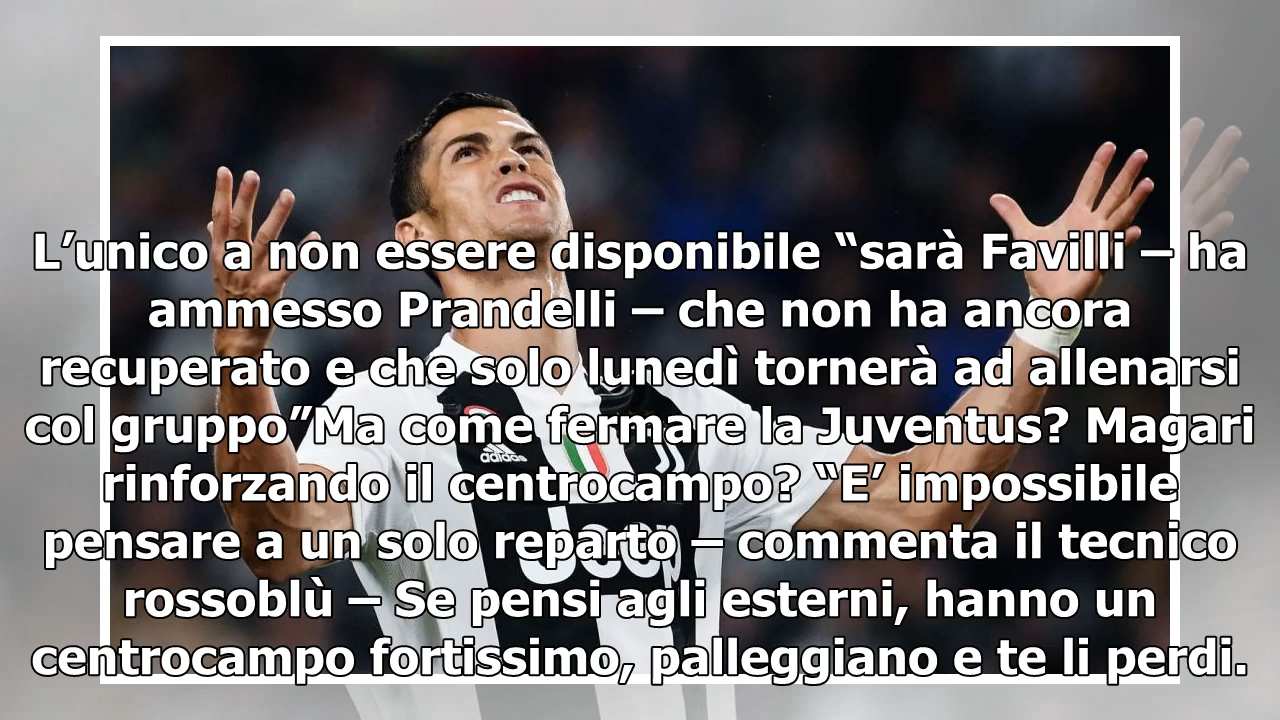 L’unico a non essere disponibile “sarà Favilli – ha
ammesso Prandelli – che non ha ancora
recuperato e che solo lunedì tornerà ad allenarsi
col gruppo”Ma come fermare la Juventus? Magari
rinforzando il centrocampo? “E’ impossibile
pensare a un solo reparto – commenta il tecnico
rossoblù – Se pensi agli esterni, hanno un
centrocampo fortissimo, palleggiano e te li perdi.
adidas
Jeep